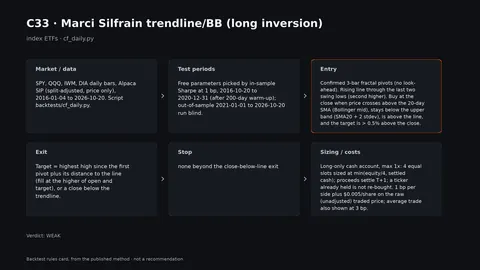 C33 · Marci Silfrain trendline/BB (long inversion)
index ETFs · cf_daily.py
Market / data
SPY, QQQ, IWM, DIA daily bars, Alpaca
SIP (split-adjusted, price only),
2016-01-04 to 2026-10-20. Script
backtests/cf_daily.py.
Test periods
Free parameters picked by in-sample
Sharpe at 1 bp, 2016-10-20 to
2020-12-31 (after 200-day warm-up);
out-of-sample 2021-01-01 to 2026-10-20
run blind.
Entry
Confirmed 3-bar fractal pivots (no look-
ahead). Rising line through the last two
swing lows (second higher). Buy at the
close when price crosses above the 20-day
SMA (Bollinger mid), stays below the upper
band (SMA20 + 2 stdev), is above the line,
and the target is > 0.5% above the close.
Exit
Target = highest high since the first
pivot plus its distance to the line
(fill at the higher of open and
target), or a close below the
trendline.
Stop
none beyond the close-below-line exit
Sizing / costs
Long-only cash account, max 1x: 4 equal
slots sized at min(equity/4, settled
cash); proceeds settle T+1; a ticker
already held is not re-bought. 1 bp per
side plus $0.005/share on the raw
(unadjusted) traded price; average trade
also shown at 3 bp.
Verdict: WEAK
Backtest rules card, from the published method · not a recommendation.